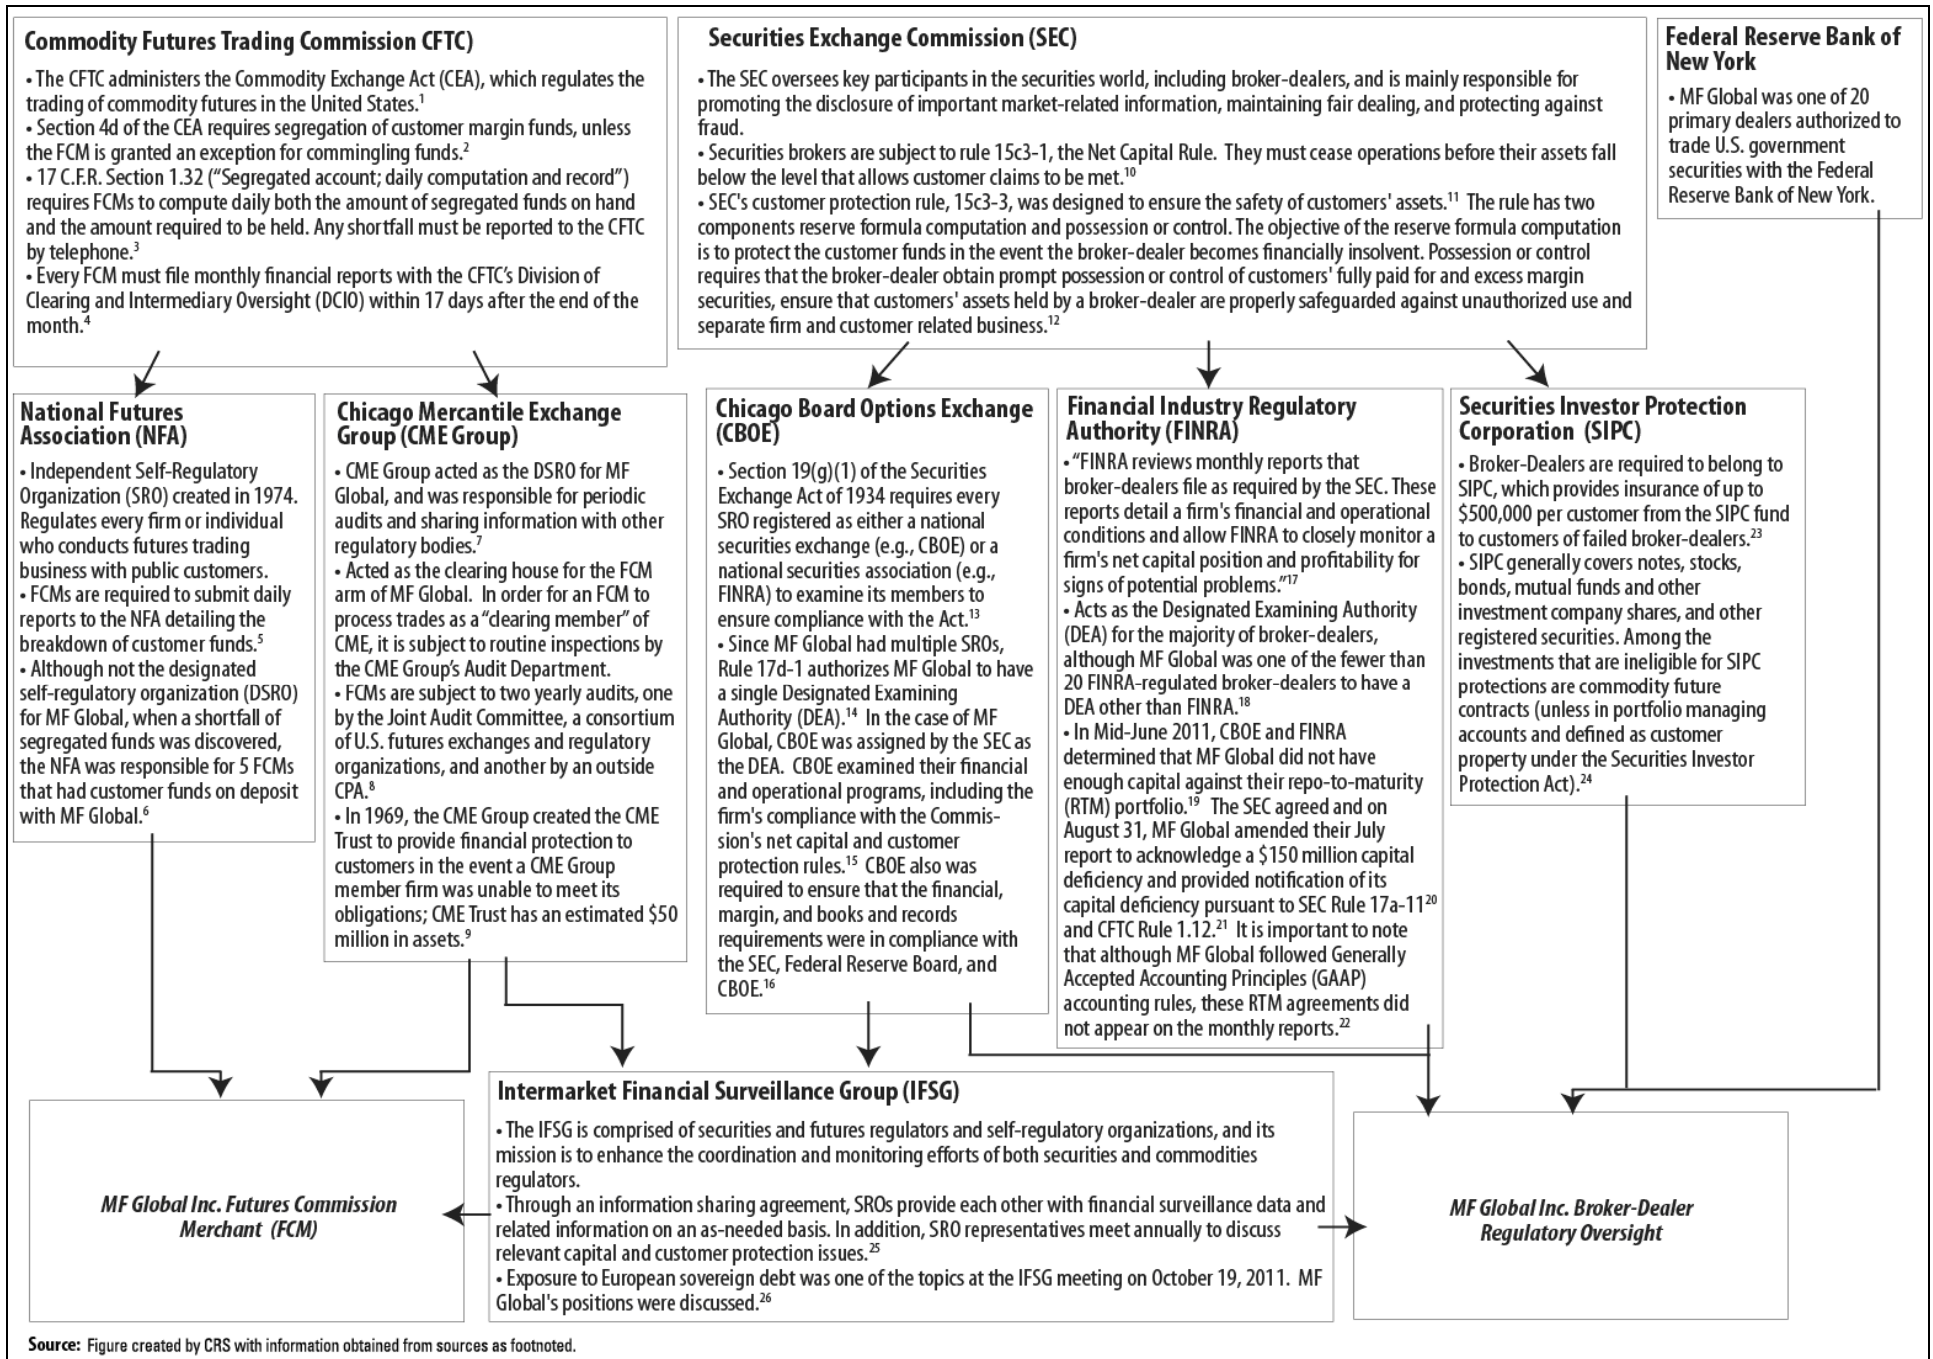 Commodity Futures Trading Commission CFTC)
• The CFTC administers the Commodity Exchange Act (CEA), which regulates the
trading of commodity futures in the United States.¹
• Section 4d of the CEA requires segregation of customer margin funds, unless
the FCM is granted an exception for commingling funds.²
• 17 C.F.R. Section 1.32 (“Segregated account; daily computation and record”)
requires FCMs to compute daily both the amount of segregated funds on hand
and the amount required to be held. Any shortfall must be reported to the CFTC
by telephone.³
• Every FCM must file monthly financial reports with the CFTC’s Division of
Clearing and Intermediary Oversight (DCIO) within 17 days after the end of the
month.⁴
Securities Exchange Commission (SEC)
• The SEC oversees key participants in the securities world, including broker-dealers, and is mainly responsible for
promoting the disclosure of important market-related information, maintaining fair dealing, and protecting against
fraud.
• Securities brokers are subject to rule 15c3-1, the Net Capital Rule. They must cease operations before their assets fall
below the level that allows customer claims to be met.¹⁰
• SEC's customer protection rule, 15c3-3, was designed to ensure the safety of customers' assets.¹¹ The rule has two
components reserve formula computation and possession or control. The objective of the reserve formula computation
is to protect the customer funds in the event the broker-dealer becomes financially insolvent. Possession or control
requires that the broker-dealer obtain prompt possession or control of customers' fully paid for and excess margin
securities, ensure that customers' assets held by a broker-dealer are properly safeguarded against unauthorized use and
separate firm and customer related business.¹²
Federal Reserve Bank of
New York
• MF Global was one of 20
primary dealers authorized to
trade U.S. government
securities with the Federal
Reserve Bank of New York.
National Futures
Association (NFA)
• Independent Self-Regulatory
Organization (SRO) created in 1974.
Regulates every firm or individual
who conducts futures trading
business with public customers.
• FCMs are required to submit daily
reports to the NFA detailing the
breakdown of customer funds.⁵
• Although not the designated
self-regulatory organization (DSRO)
for MF Global, when a shortfall of
segregated funds was discovered,
the NFA was responsible for 5 FCMs
that had customer funds on deposit
with MF Global.⁶
Chicago Mercantile Exchange
Group (CME Group)
• CME Group acted as the DSRO for MF
Global, and was responsible for periodic
audits and sharing information with other
regulatory bodies.⁷
• Acted as the clearing house for the FCM
arm of MF Global. In order for an FCM to
process trades as a “clearing member” of
CME, it is subject to routine inspections by
the CME Group’s Audit Department.
• FCMs are subject to two yearly audits, one
by the Joint Audit Committee, a consortium
of U.S. futures exchanges and regulatory
organizations, and another by an outside
CPA.⁸
• In 1969, the CME Group created the CME
Trust to provide financial protection to
customers in the event a CME Group
member firm was unable to meet its
obligations; CME Trust has an estimated $50
million in assets.⁹
Chicago Board Options Exchange
(CBOE)
• Section 19(g)(1) of the Securities
Exchange Act of 1934 requires every
SRO registered as either a national
securities exchange (e.g., CBOE) or a
national securities association (e.g.,
FINRA) to examine its members to
ensure compliance with the Act.¹³
• Since MF Global had multiple SROs,
Rule 17d-1 authorizes MF Global to have
a single Designated Examining
Authority (DEA).¹⁴ In the case of MF
Global, CBOE was assigned by the SEC as
the DEA. CBOE examined their financial
and operational programs, including the
firm's compliance with the Commis-
sion's net capital and customer
protection rules.¹⁵ CBOE also was
required to ensure that the financial,
margin, and books and records
requirements were in compliance with
the SEC, Federal Reserve Board, and
CBOE.¹⁶
Financial Industry Regulatory
Authority (FINRA)
• “FINRA reviews monthly reports that
broker-dealers file as required by the SEC. These
reports detail a firm's financial and operational
conditions and allow FINRA to closely monitor a
firm's net capital position and profitability for
signs of potential problems.”¹⁷
• Acts as the Designated Examining Authority
(DEA) for the majority of broker-dealers,
although MF Global was one of the fewer than
20 FINRA-regulated broker-dealers to have a
DEA other than FINRA.¹⁸
• In Mid-June 2011, CBOE and FINRA
determined that MF Global did not have
enough capital against their repo-to-maturity
(RTM) portfolio.¹⁹ The SEC agreed and on
August 31, MF Global amended their July
report to acknowledge a $150 million capital
deficiency and provided notification of its
capital deficiency pursuant to SEC Rule 17a-11²⁰
and CFTC Rule 1.12.²¹ It is important to note
that although MF Global followed Generally
Accepted Accounting Principles (GAAP)
accounting rules, these RTM agreements did
not appear on the monthly reports.²²
Securities Investor Protection
Corporation (SIPC)
• Broker-Dealers are required to belong to
SIPC, which provides insurance of up to
$500,000 per customer from the SIPC fund
to customers of failed broker-dealers.²³
• SIPC generally covers notes, stocks,
bonds, mutual funds and other
investment company shares, and other
registered securities. Among the
investments that are ineligible for SIPC
protections are commodity future
contracts (unless in portfolio managing
accounts and defined as customer
property under the Securities Investor
Protection Act).²⁴
MF Global Inc. Futures Commission
Merchant (FCM)
Intermarket Financial Surveillance Group (IFSG)
• The IFSG is comprised of securities and futures regulators and self-regulatory organizations, and its
mission is to enhance the coordination and monitoring efforts of both securities and commodities
regulators.
• Through an information sharing agreement, SROs provide each other with financial surveillance data and
related information on an as-needed basis. In addition, SRO representatives meet annually to discuss
relevant capital and customer protection issues.²⁵
• Exposure to European sovereign debt was one of the topics at the IFSG meeting on October 19, 2011. MF
Global's positions were discussed.²⁶
MF Global Inc. Broker-Dealer
Regulatory Oversight
Source: Figure created by CRS with information obtained from sources as footnoted.